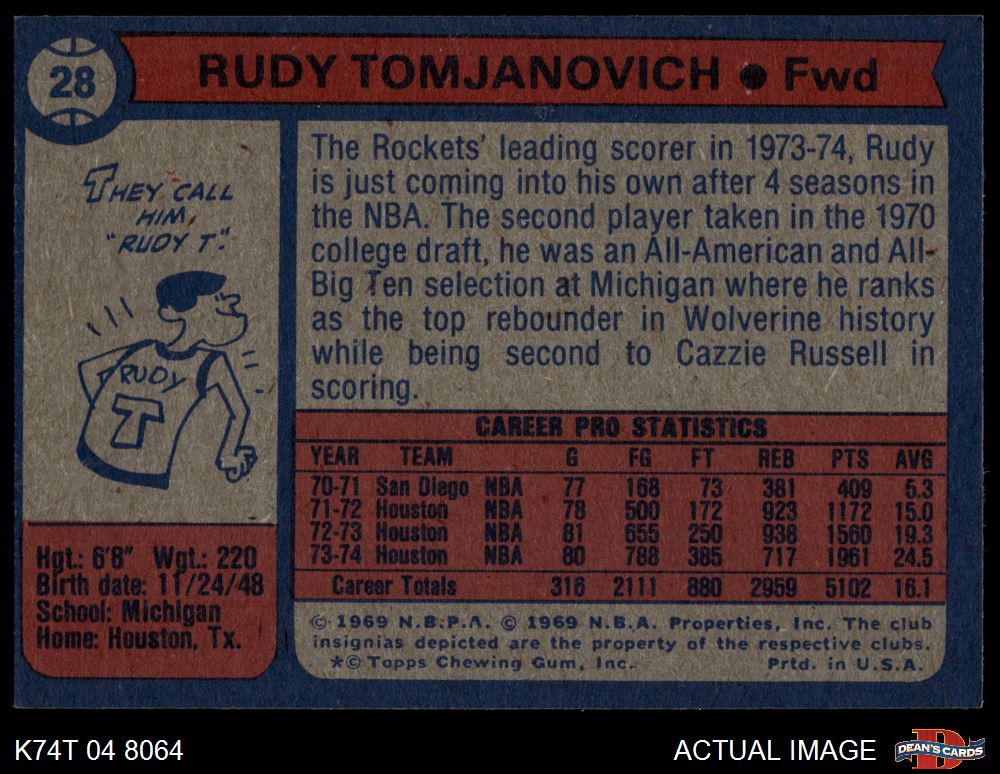 28
RUDY TOMJANOVICH ● Fwd
THEY CALL
HIM,
"RUDY T."
RUDY
T
Hgt.: 6'8" Wgt.: 220
Birth date: 11/24/48
School: Michigan
Home: Houston, Tx.
The Rockets' leading scorer in 1973-74, Rudy
is just coming into his own after 4 seasons in
the NBA. The second player taken in the 1970
college draft, he was an All-American and All-
Big Ten selection at Michigan where he ranks
as the top rebounder in Wolverine history
while being second to Cazzie Russell in
scoring.
CAREER PRO STATISTICS
YEAR TEAM G FG FT REB PTS AVG
70-71 San Diego NBA 77 168 73 381 409 5.3
71-72 Houston NBA 78 500 172 923 1172 15.0
72-73 Houston NBA 81 655 250 938 1560 19.3
73-74 Houston NBA 80 788 385 717 1961 24.5
Career Totals 316 2111 880 2959 5102 16.1
© 1969 N.B.P.A. © 1969 N.B.A. Properties, Inc. The club
insignias depicted are the property of the respective clubs.
*© Topps Chewing Gum, Inc. Prtd. in U.S.A.
K74T 04 8064
ACTUAL IMAGE
DEAN'S CARDS